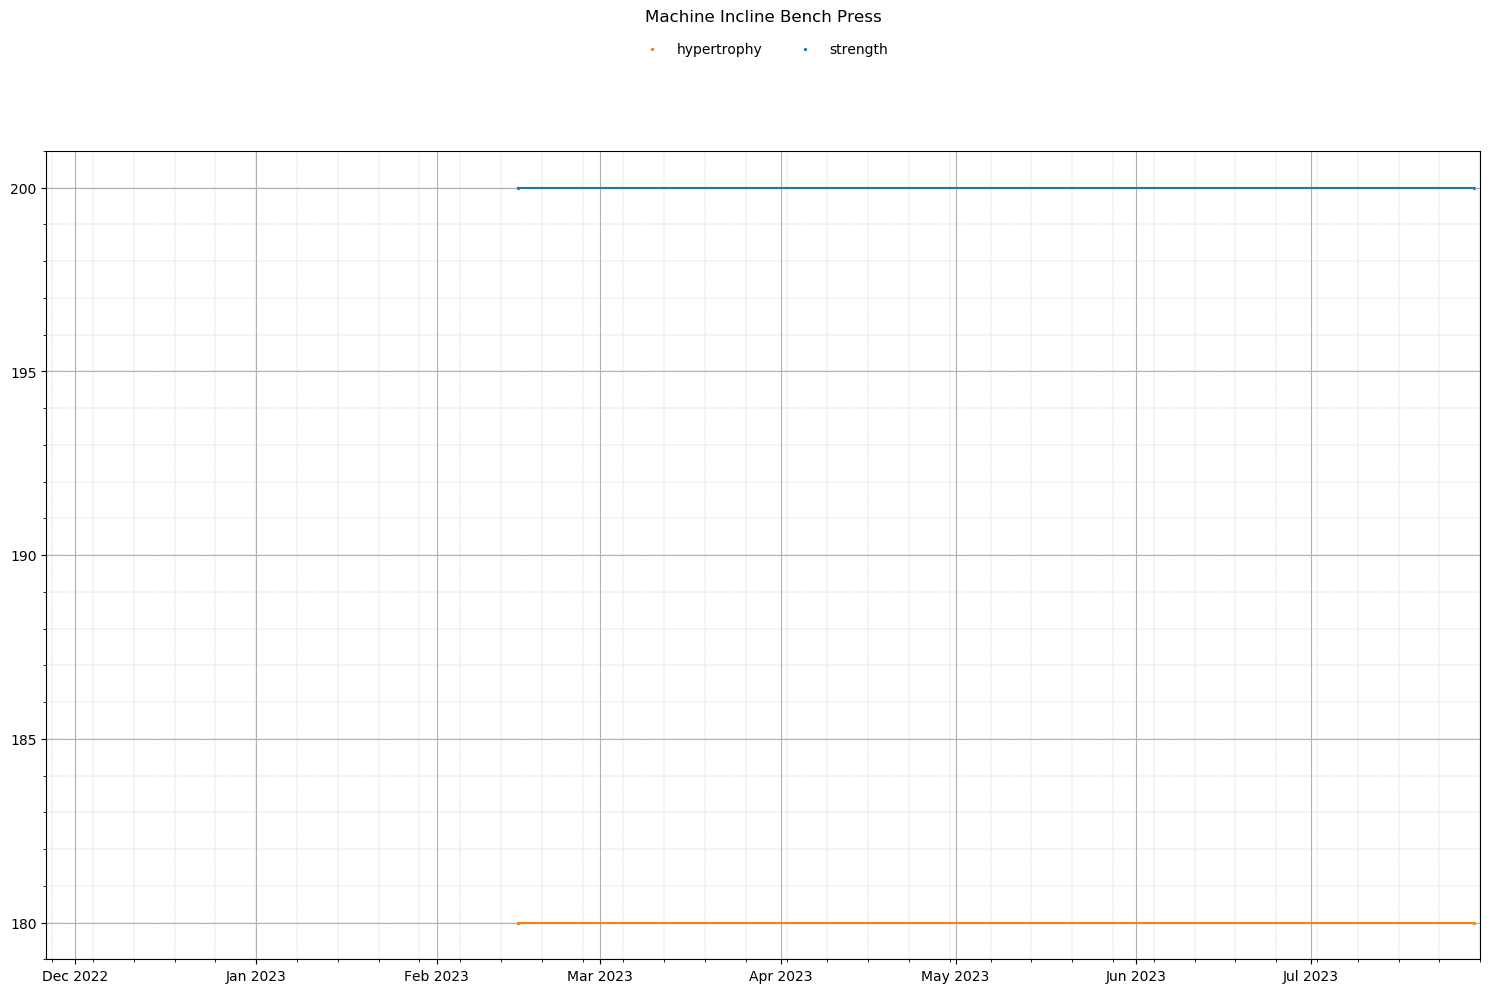 Machine Incline Bench Press
hypertrophy strength
200
195
190
185
180
Dec 2022 Jan 2023 Feb 2023 Mar 2023 Apr 2023 May 2023 Jun 2023 Jul 2023